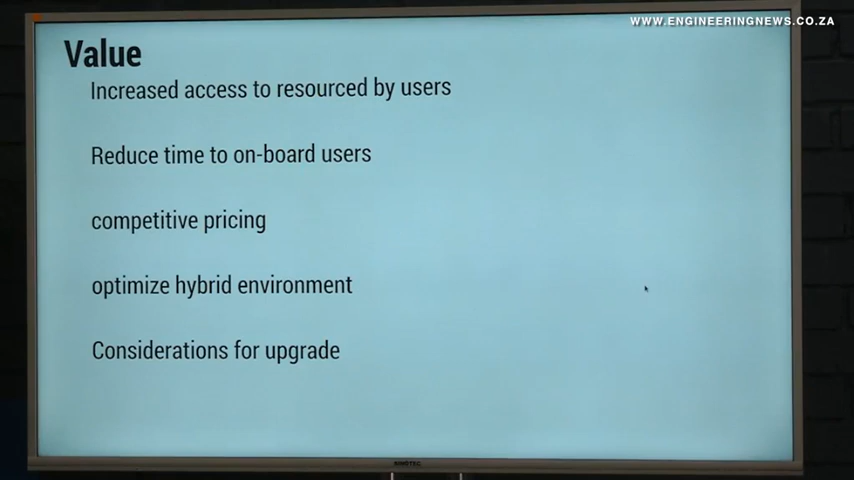 WWW.ENGINEERINGNEWS.CO.ZA
Value
Increased access to resourced by users
Reduce time to on-board users
competitive pricing
optimize hybrid environment
Considerations for upgrade